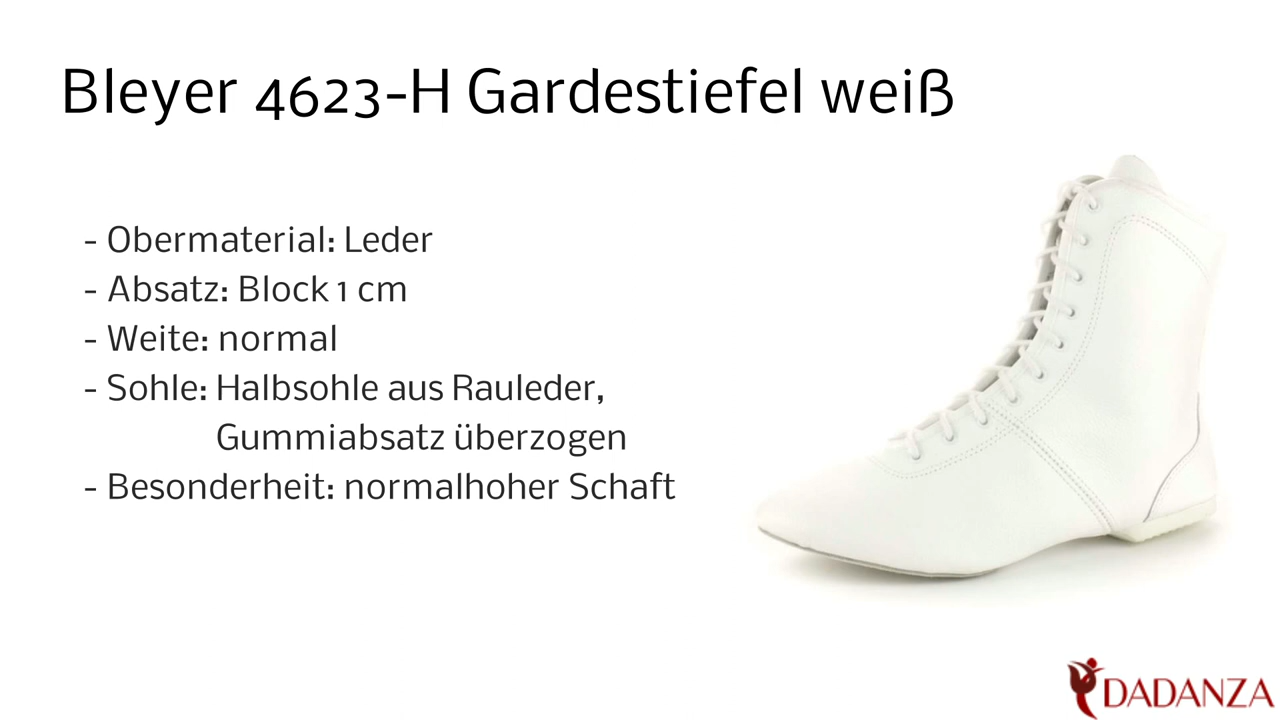 Bleyer 4623-H Gardestiefel weiß
- Obermaterial: Leder
- Absatz: Block 1 cm
- Weite: normal
- Sohle: Halbsohle aus Rauleder,
Gummiabsatz überzogen
- Besonderheit: normalhoher Schaft
DADANZA